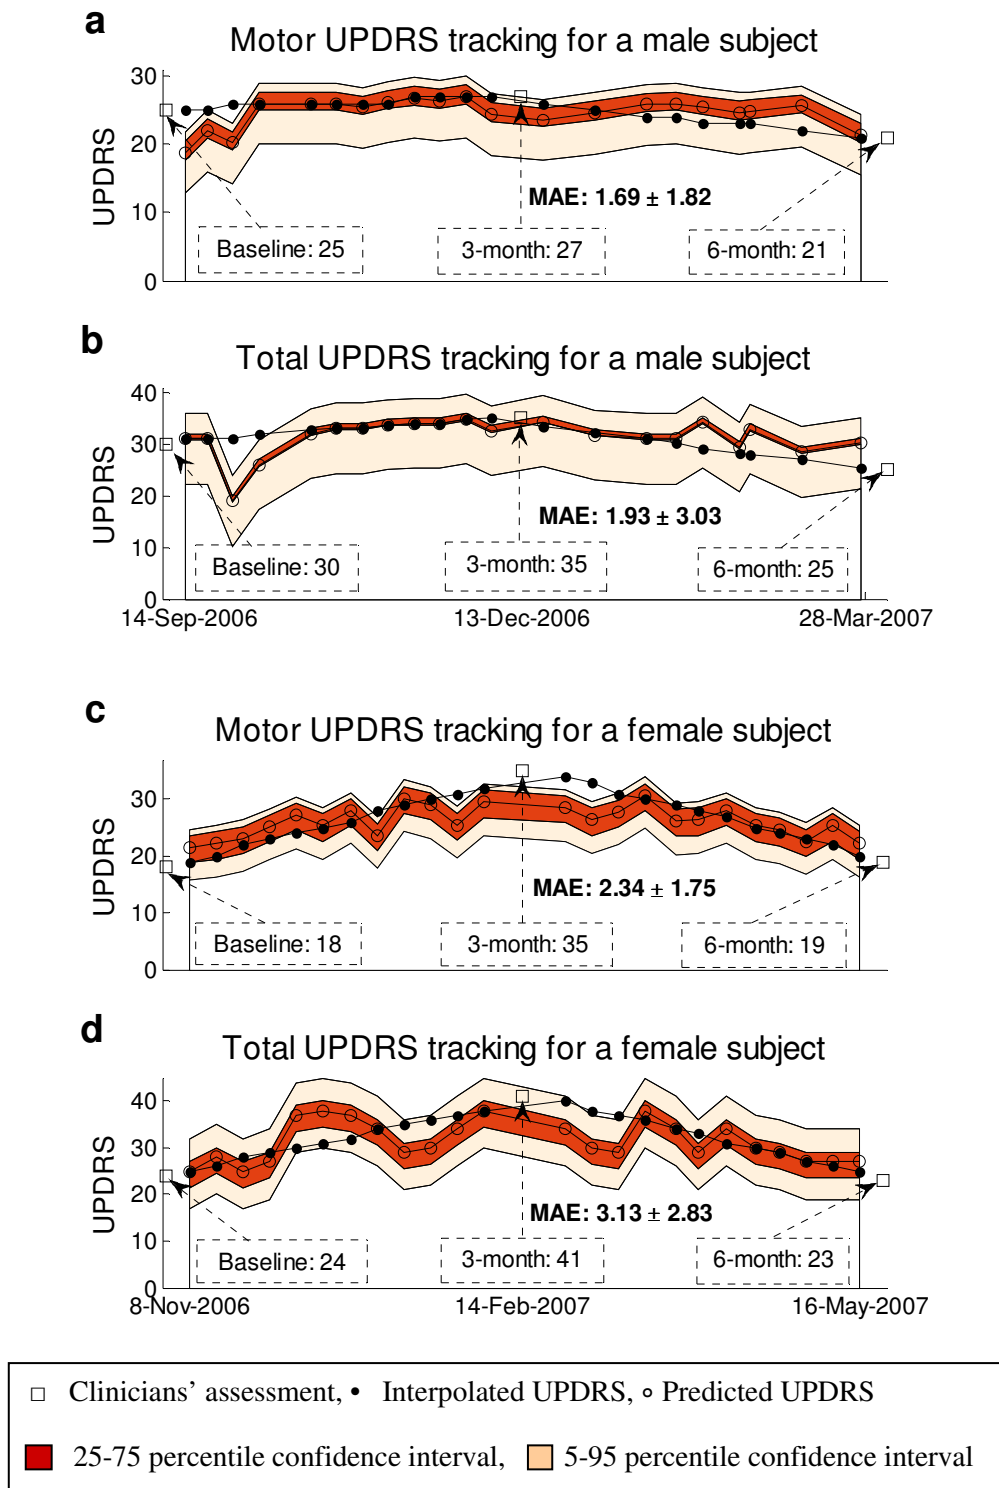 a
Motor UPDRS tracking for a male subject
30
20
10
0
UPDRS
MAE: 1.69 ± 1.82
Baseline: 25
3-month: 27
6-month: 21
b
Total UPDRS tracking for a male subject
40
30
20
10
0
UPDRS
MAE: 1.93 ± 3.03
Baseline: 30
3-month: 35
6-month: 25
14-Sep-2006
13-Dec-2006
28-Mar-2007
c
Motor UPDRS tracking for a female subject
30
20
10
0
UPDRS
MAE: 2.34 ± 1.75
Baseline: 18
3-month: 35
6-month: 19
d
Total UPDRS tracking for a female subject
40
30
20
10
0
UPDRS
MAE: 3.13 ± 2.83
Baseline: 24
3-month: 41
6-month: 23
8-Nov-2006
14-Feb-2007
16-May-2007
Clinicians' assessment, Interpolated UPDRS, Predicted UPDRS
25-75 percentile confidence interval, 5-95 percentile confidence interval